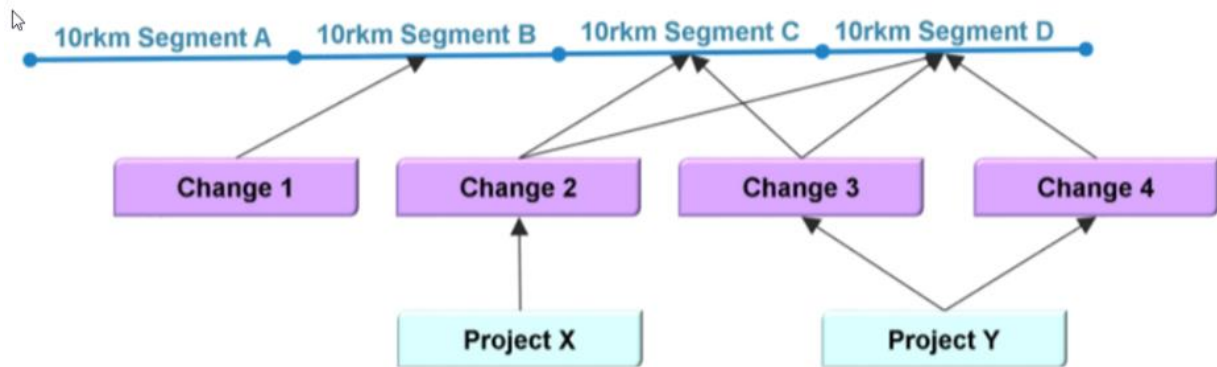 10rkm Segment A
10rkm Segment B
10rkm Segment C
10rkm Segment D
Change 1
Change 2
Change 3
Change 4
Project X
Project Y